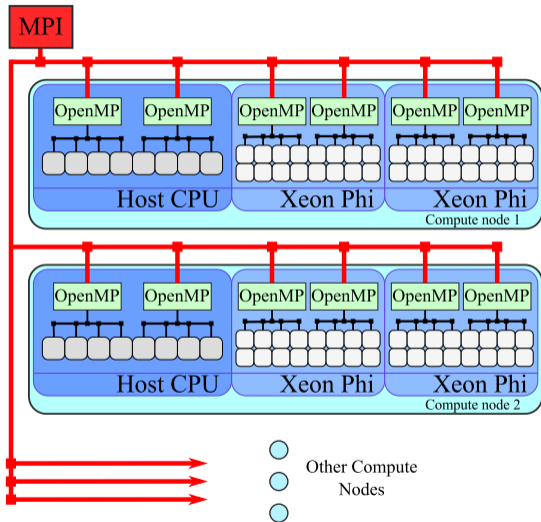 MPI
OpenMP OpenMP OpenMP OpenMP OpenMP OpenMP
Host CPU Xeon Phi Xeon Phi
Compute node 1
OpenMP OpenMP OpenMP OpenMP OpenMP OpenMP
Host CPU Xeon Phi Xeon Phi
Compute node 2
Other Compute
Nodes